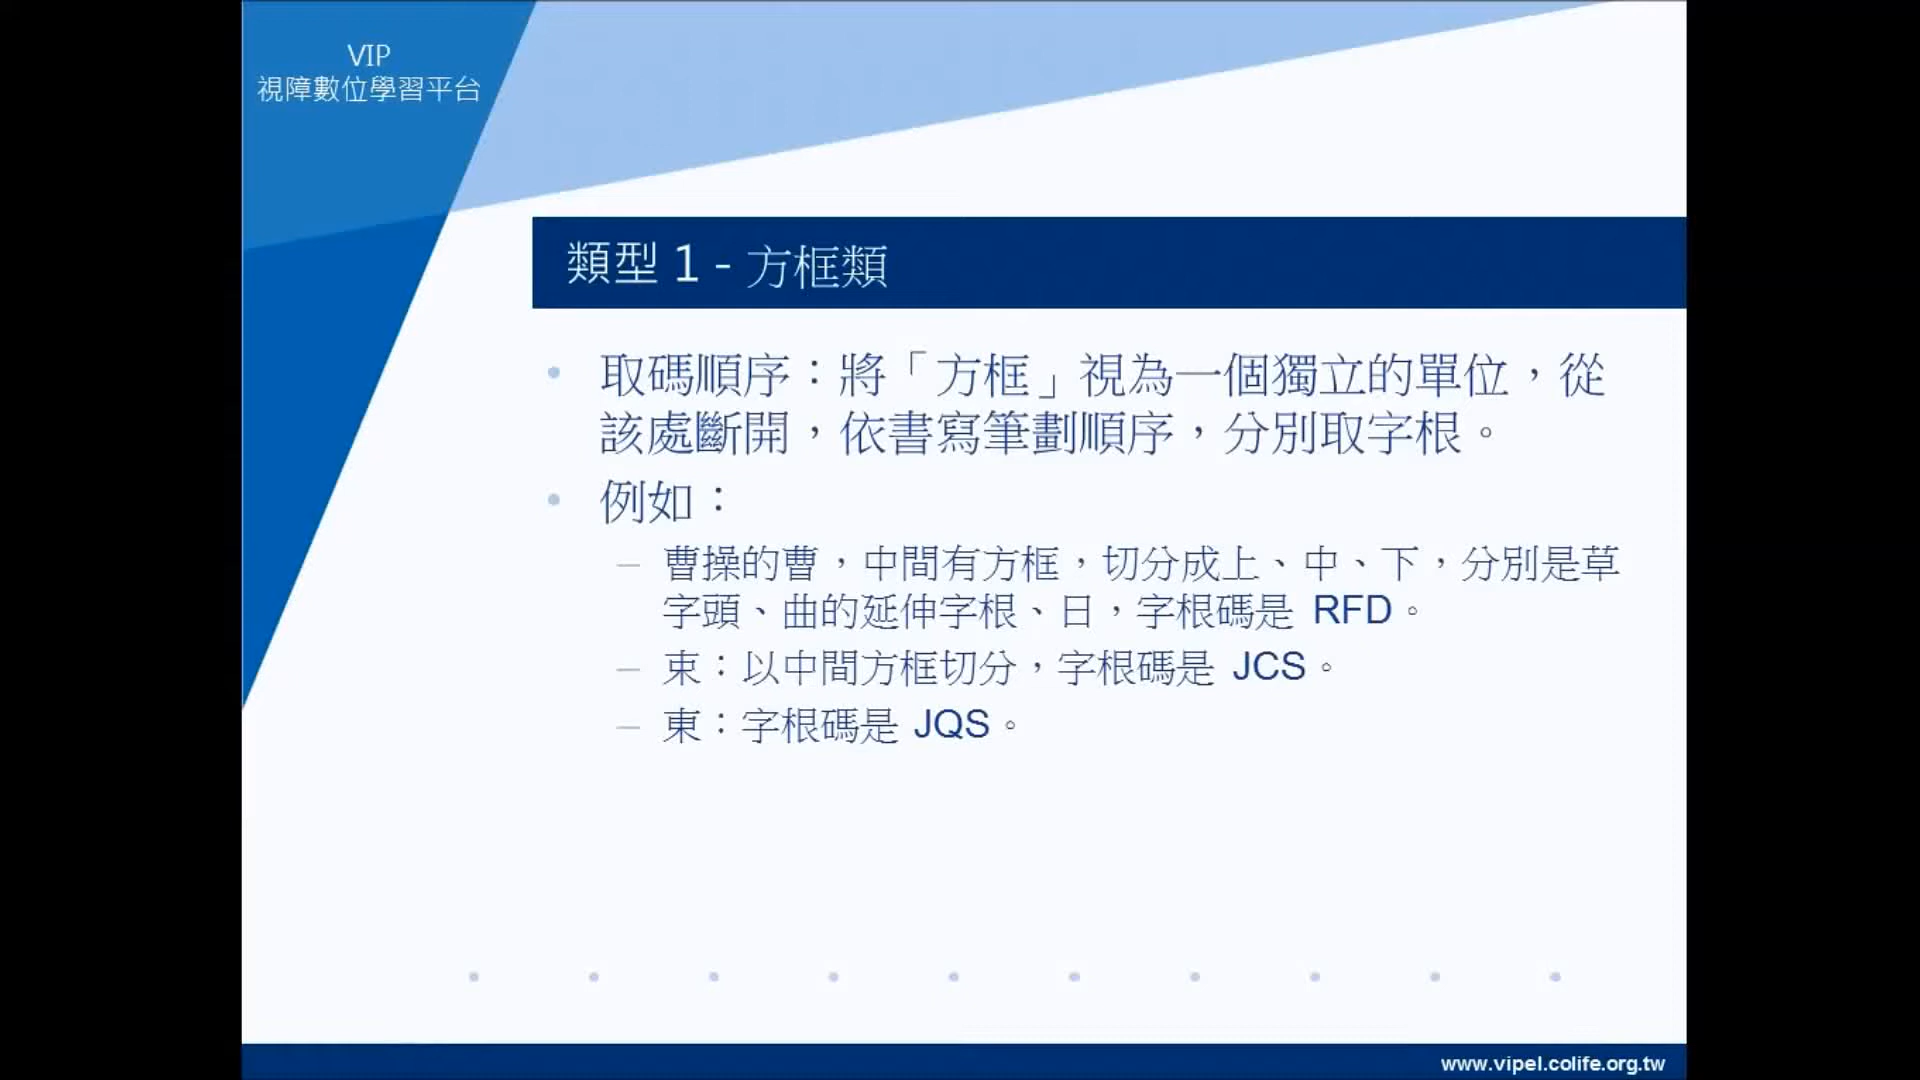 VIP
視障數位學習平台
類型 1 - 方框類
• 取碼順序：將「方框」視為一個獨立的單位，從
該處斷開，依書寫筆劃順序，分別取字根。
• 例如：
– 曹操的曹，中間有方框，切分成上、中、下，分別是草
字頭、曲的延伸字根、日，字根碼是 RFD。
– 束：以中間方框切分，字根碼是 JCS。
– 東：字根碼是 JQS。
www.vipel.colife.org.tw